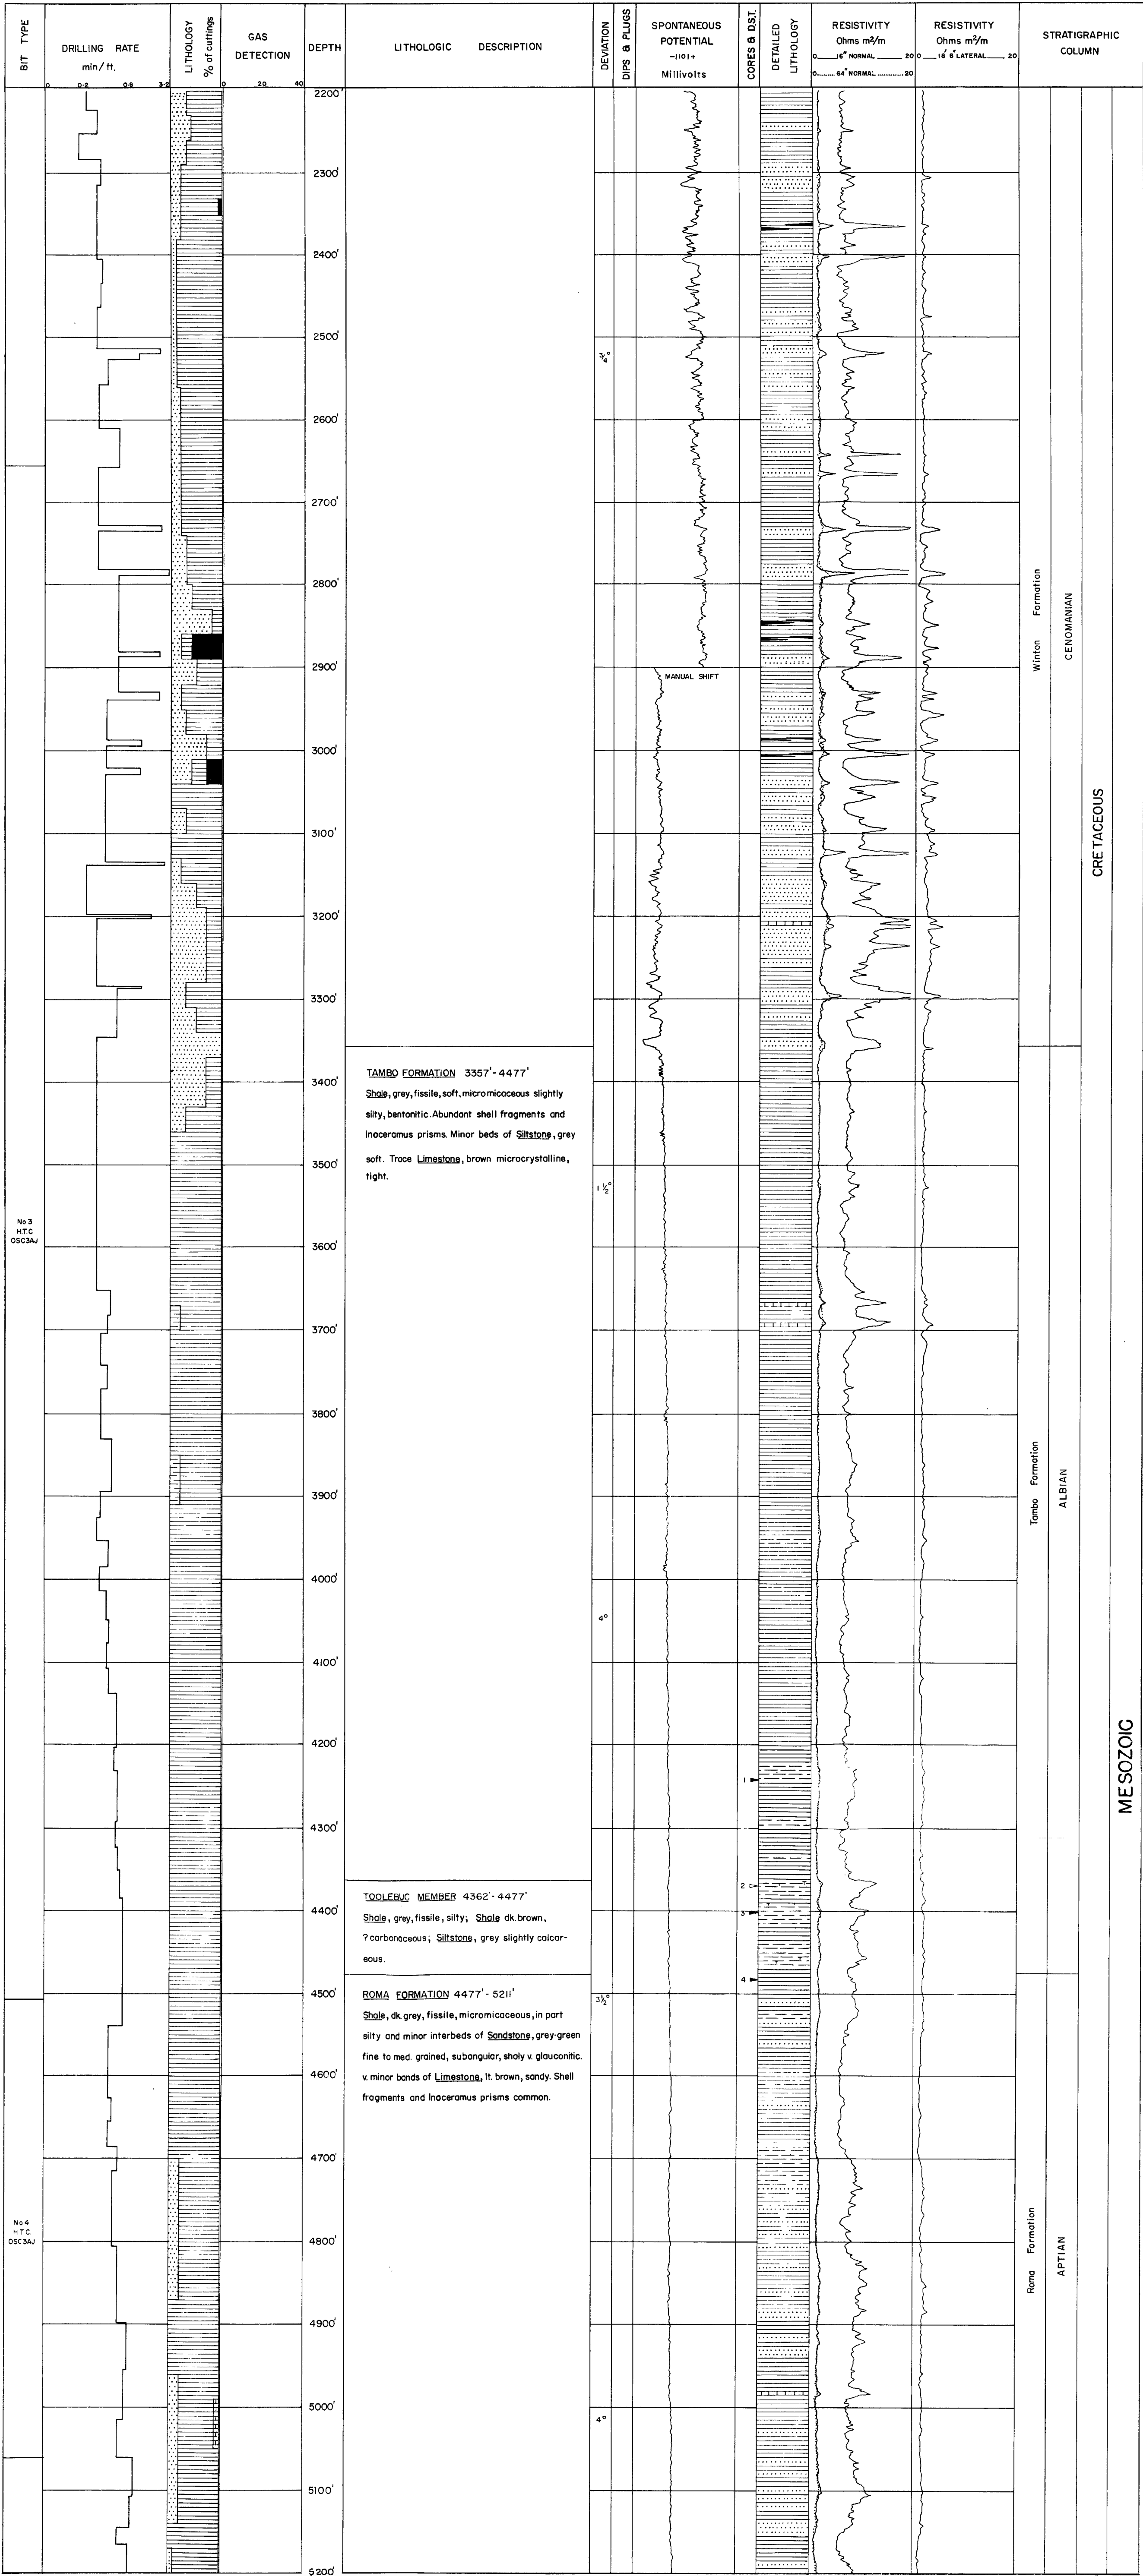 BIT TYPE
DRILLING RATE
min/ft.
0 0·2 0·8 3·2
LITHOLOGY
% of cuttings
GAS
DETECTION
0 20 40
DEPTH
LITHOLOGIC DESCRIPTION
DEVIATION
DIPS & PLUGS
SPONTANEOUS
POTENTIAL
-||O|+
Millivolts
CORES & D.S.T.
DETAILED
LITHOLOGY
RESISTIVITY
Ohms m²/m
0 16" NORMAL 20
0 64" NORMAL 20
RESISTIVITY
Ohms m²/m
0 18' 8" LATERAL 20
STRATIGRAPHIC
COLUMN
2200'
2300'
2400'
2500'
¾°
2600'
2700'
2800'
Winton Formation
CENOMANIAN
2900'
MANUAL SHIFT
3000'
CRETACEOUS
3100'
3200'
3300'
TAMBO FORMATION 3357'-4477'
Shale, grey, fissile, soft, micromicaceous slightly
silty, bentonitic. Abundant shell fragments and
inoceramus prisms. Minor beds of Siltstone, grey
soft. Trace Limestone, brown microcrystalline,
tight.
3400'
3500'
1 ½°
No 3
H.T.C
OSC3AJ
3600'
3700'
3800'
Tambo Formation
ALBIAN
3900'
4000'
4°
4100'
MESOZOIC
4200'
1
4300'
TOOLEBUC MEMBER 4362'-4477'
Shale, grey, fissile, silty; Shale dk. brown,
? carbonaceous; Siltstone, grey slightly calcar-
eous.
2
4400'
3
4
ROMA FORMATION 4477'-5211'
Shale, dk. grey, fissile, micromicaceous, in part
silty and minor interbeds of Sandstone, grey-green
fine to med. grained, subangular, shaly v. glauconitic.
v. minor bands of Limestone, lt. brown, sandy. Shell
fragments and Inoceramus prisms common.
4500'
3½°
4600'
4700'
No 4
H T C
OSC3AJ
4800'
Roma Formation
APTIAN
4900'
5000'
4°
5100'
5200'